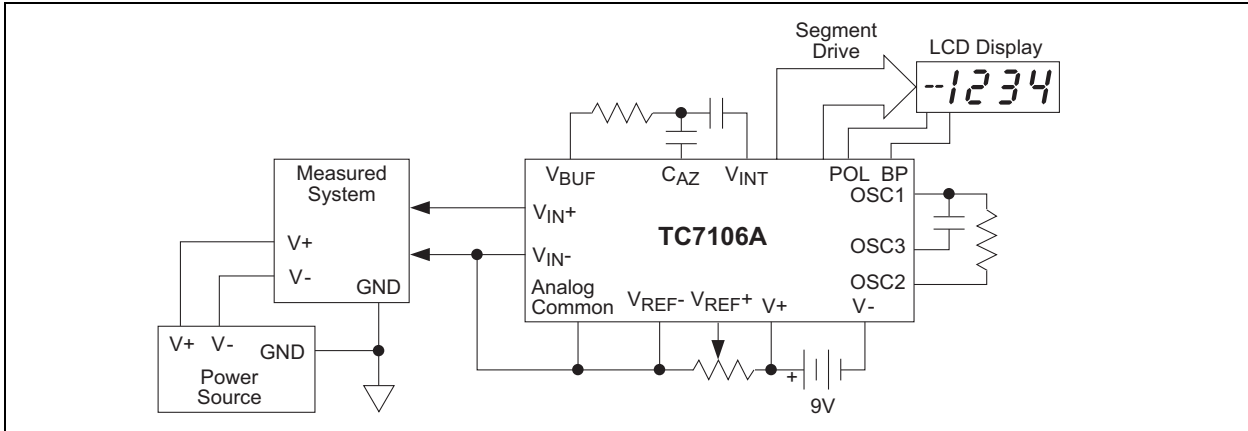 Segment
Drive
LCD Display
--1234
Measured
System
V+
V-
GND
V+ V- GND
Power
Source
VBUF CAZ VINT POL BP
VIN+
VIN-
Analog
Common
TC7106A
OSC1
OSC3
OSC2
VREF- VREF+ V+ V-
+
9V